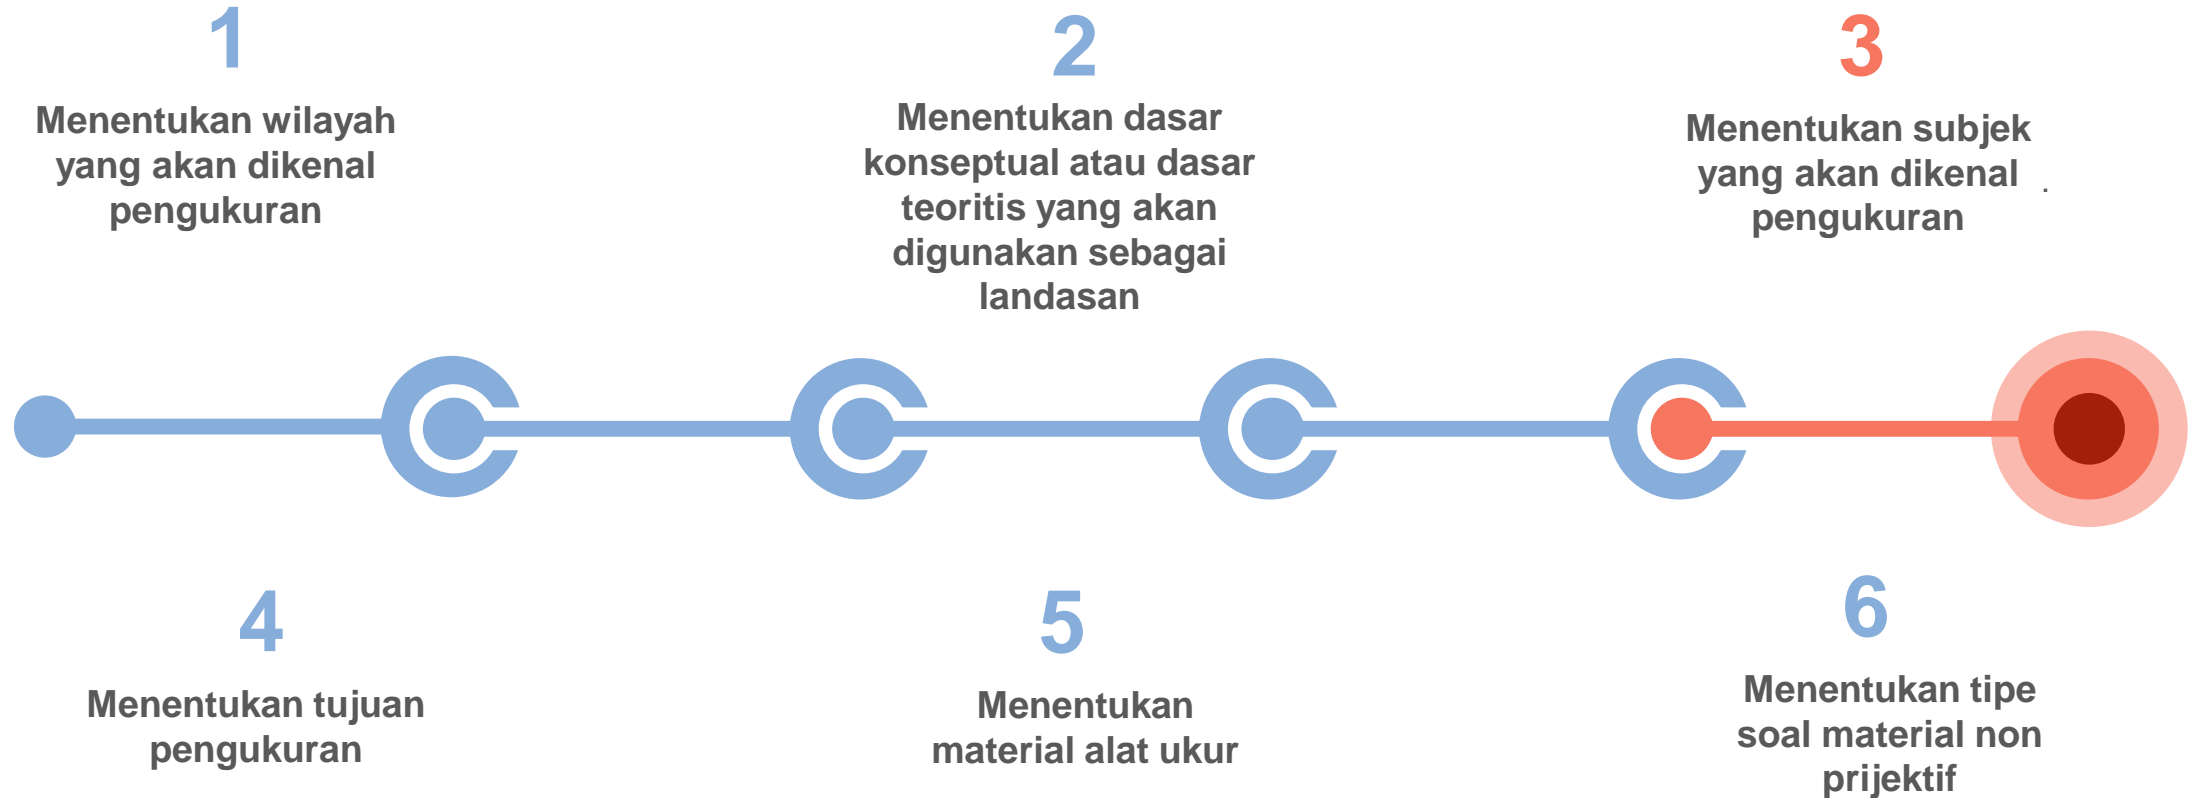 1
Menentukan wilayah
yang akan dikenal
pengukuran
2
Menentukan dasar
konseptual atau dasar
teoritis yang akan
digunakan sebagai
landasan
3
Menentukan subjek
yang akan dikenal .
pengukuran
4
Menentukan tujuan
pengukuran
5
Menentukan
material alat ukur
6
Menentukan tipe
soal material non
prijektif